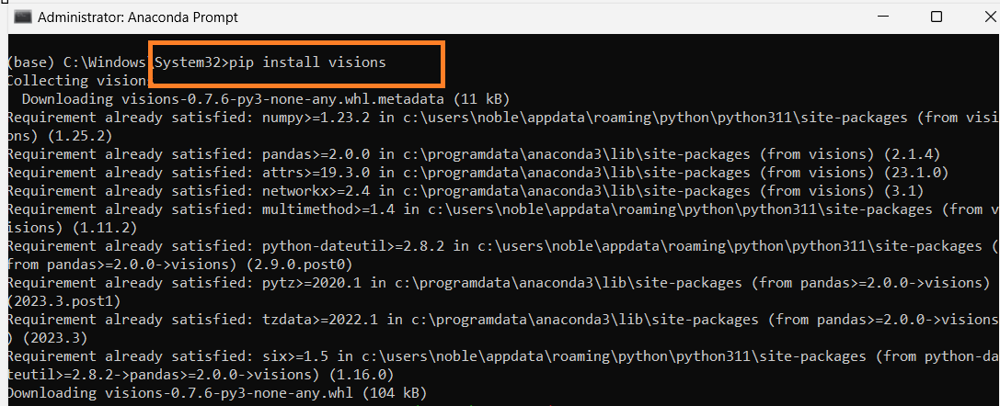 Administrator: Anaconda Prompt
(base) C:\Windows\System32>pip install visions
Collecting visions
  Downloading visions-0.7.6-py3-none-any.whl.metadata (11 kB)
Requirement already satisfied: numpy>=1.23.2 in c:\users\noble\appdata\roaming\python\python311\site-packages (from visi
ons) (1.25.2)
Requirement already satisfied: pandas>=2.0.0 in c:\programdata\anaconda3\lib\site-packages (from visions) (2.1.4)
Requirement already satisfied: attrs>=19.3.0 in c:\programdata\anaconda3\lib\site-packages (from visions) (23.1.0)
Requirement already satisfied: networkx>=2.4 in c:\programdata\anaconda3\lib\site-packages (from visions) (3.1)
Requirement already satisfied: multimethod>=1.4 in c:\users\noble\appdata\roaming\python\python311\site-packages (from v
isions) (1.11.2)
Requirement already satisfied: python-dateutil>=2.8.2 in c:\users\noble\appdata\roaming\python\python311\site-packages (
from pandas>=2.0.0->visions) (2.9.0.post0)
Requirement already satisfied: pytz>=2020.1 in c:\programdata\anaconda3\lib\site-packages (from pandas>=2.0.0->visions)
(2023.3.post1)
Requirement already satisfied: tzdata>=2022.1 in c:\programdata\anaconda3\lib\site-packages (from pandas>=2.0.0->visions
) (2023.3)
Requirement already satisfied: six>=1.5 in c:\users\noble\appdata\roaming\python\python311\site-packages (from python-da
teutil>=2.8.2->pandas>=2.0.0->visions) (1.16.0)
Downloading visions-0.7.6-py3-none-any.whl (104 kB)